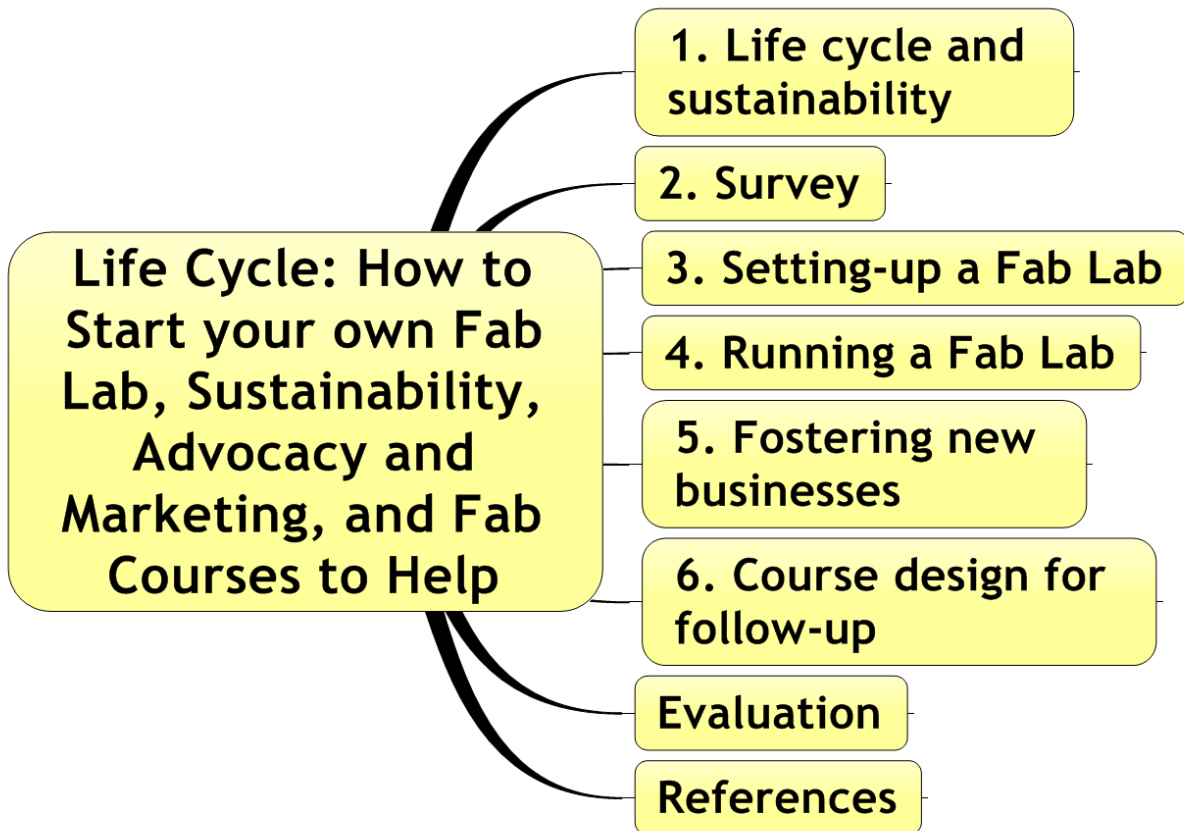 Life Cycle: How to
Start your own Fab
Lab, Sustainability,
Advocacy and
Marketing, and Fab
Courses to Help
1. Life cycle and
sustainability
2. Survey
3. Setting-up a Fab Lab
4. Running a Fab Lab
5. Fostering new
businesses
6. Course design for
follow-up
Evaluation
References